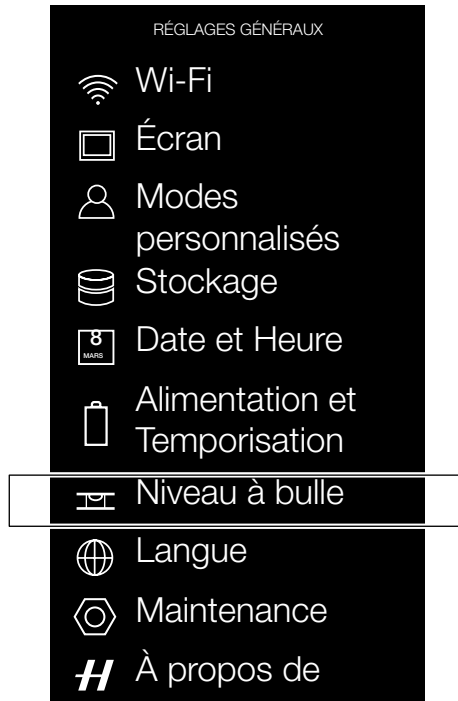 RÉGLAGES GÉNÉRAUX
Wi-Fi
Écran
Modes
personnalisés
Stockage
8
MARS
Date et Heure
Alimentation et
Temporisation
Niveau à bulle
Langue
Maintenance
H
À propos de